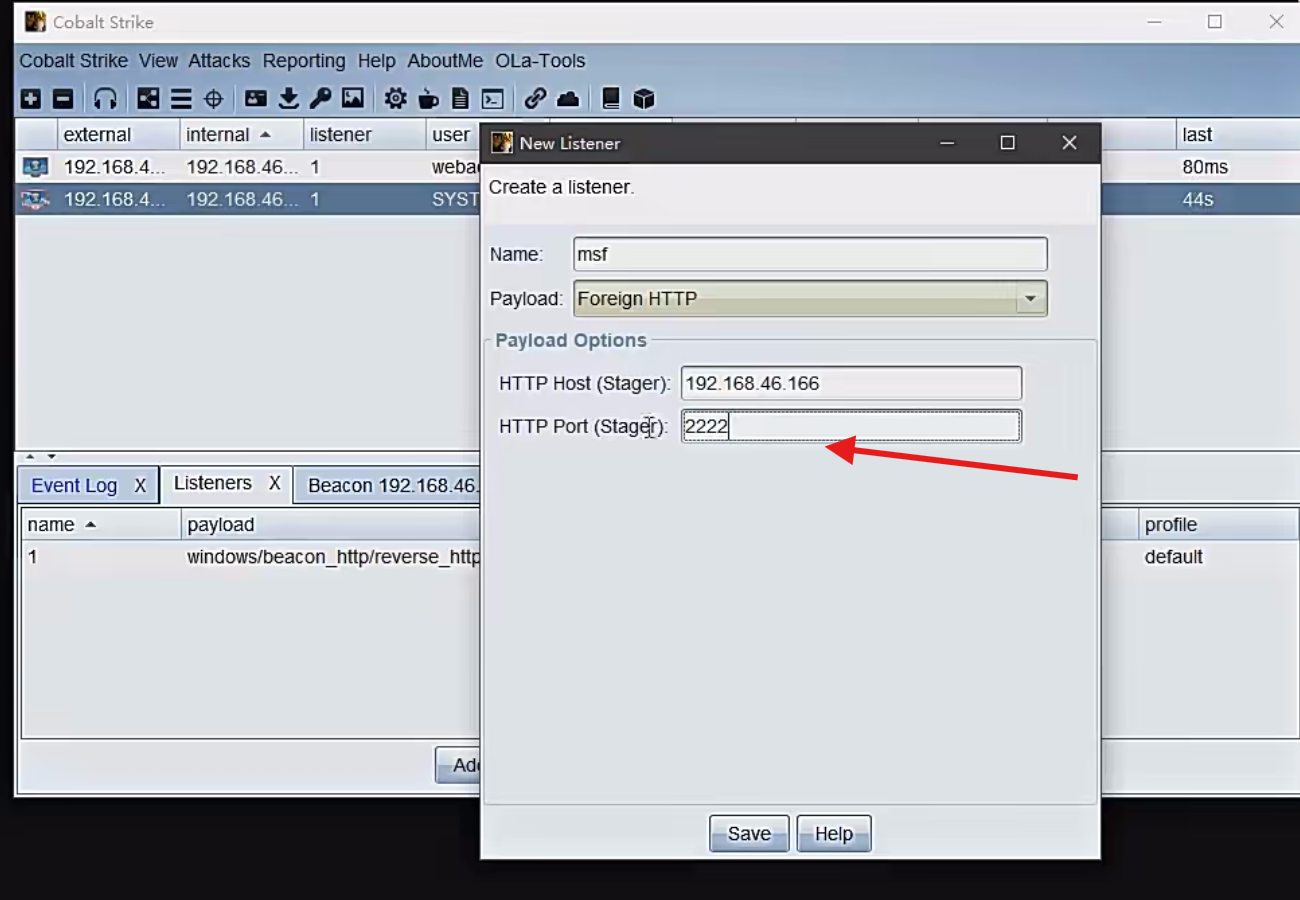 Cobalt Strike
Cobalt Strike View Attacks Reporting Help AboutMe OLa-Tools
external internal listener user last
192.168.4... 192.168.46... 1 80ms
192.168.4... 192.168.46... 1 44s
New Listener
Create a listener.
Name: msf
Payload: Foreign HTTP
Payload Options
HTTP Host (Stager): 192.168.46.166
HTTP Port (Stager): 2222
Event Log X Listeners X Beacon 192.168.46.
name payload profile
1 windows/beacon_http/reverse_http default
Save Help